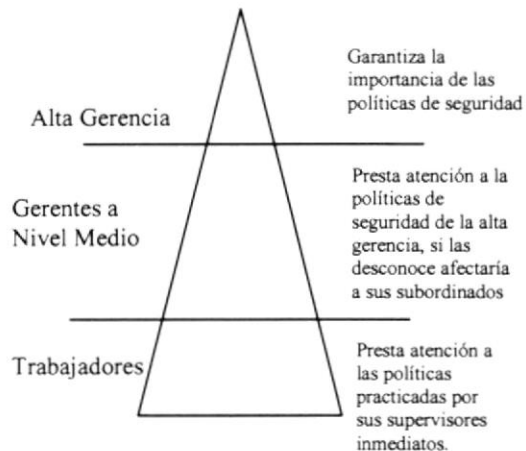 Alta Gerencia
Garantiza la
importancia de las
políticas de seguridad
Gerentes a
Nivel Medio
Presta atención a la
políticas de
seguridad de la alta
gerencia, si las
desconoce afectaría
a sus subordinados
Trabajadores
Presta atención a
las políticas
practicadas por
sus supervisores
inmediatos.